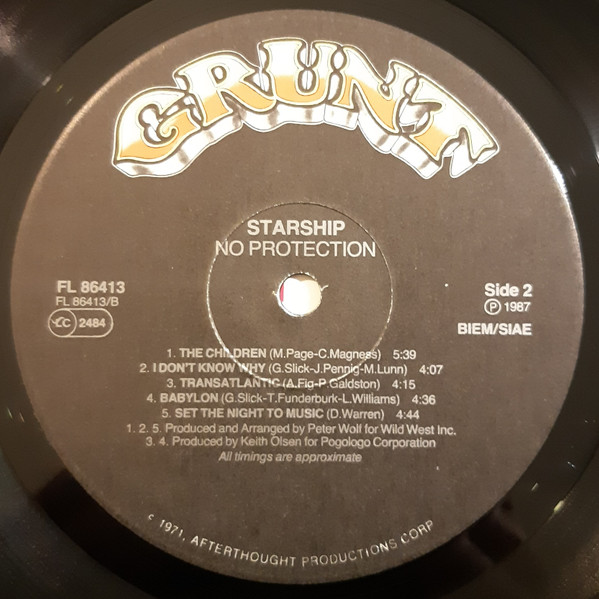 GRUNT
STARSHIP
NO PROTECTION
FL 86413
FL 86413/B
LC 2484
Side 2
Ⓟ 1987
BIEM/SIAE
1. THE CHILDREN (M.Page-C.Magness) 5:39
2. I DON'T KNOW WHY (G.Slick-J.Pennig-M.Lunn) 4:07
3. TRANSATLANTIC (A.Fig-P.Galdston) 4:15
4. BABYLON (G.Slick-T.Funderburk-L.Williams) 4:36
5. SET THE NIGHT TO MUSIC (D.Warren) 4:44
1. 2. 5. Produced and Arranged by Peter Wolf for Wild West Inc.
3. 4. Produced by Keith Olsen for Pogologo Corporation
All timings are approximate
c 1971, AFTERTHOUGHT PRODUCTIONS CORP